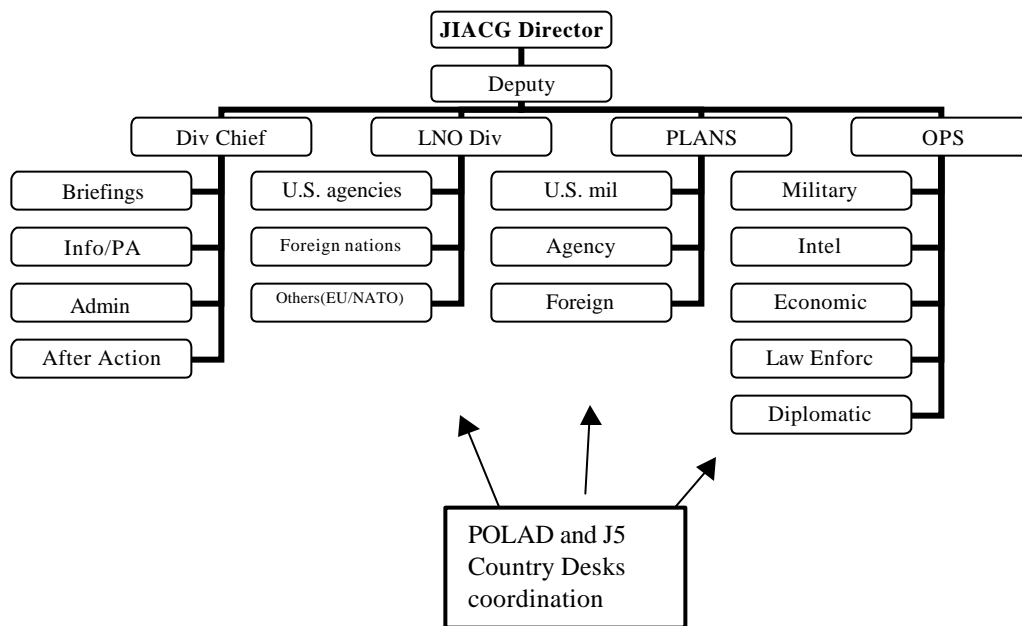 JIACG Director
Deputy
Div Chief
LNO Div
PLANS
OPS
Briefings
U.S. agencies
U.S. mil
Military
Info/PA
Foreign nations
Agency
Intel
Admin
Others(EU/NATO)
Foreign
Economic
After Action
Law Enforc
Diplomatic
POLAD and J5
Country Desks
coordination